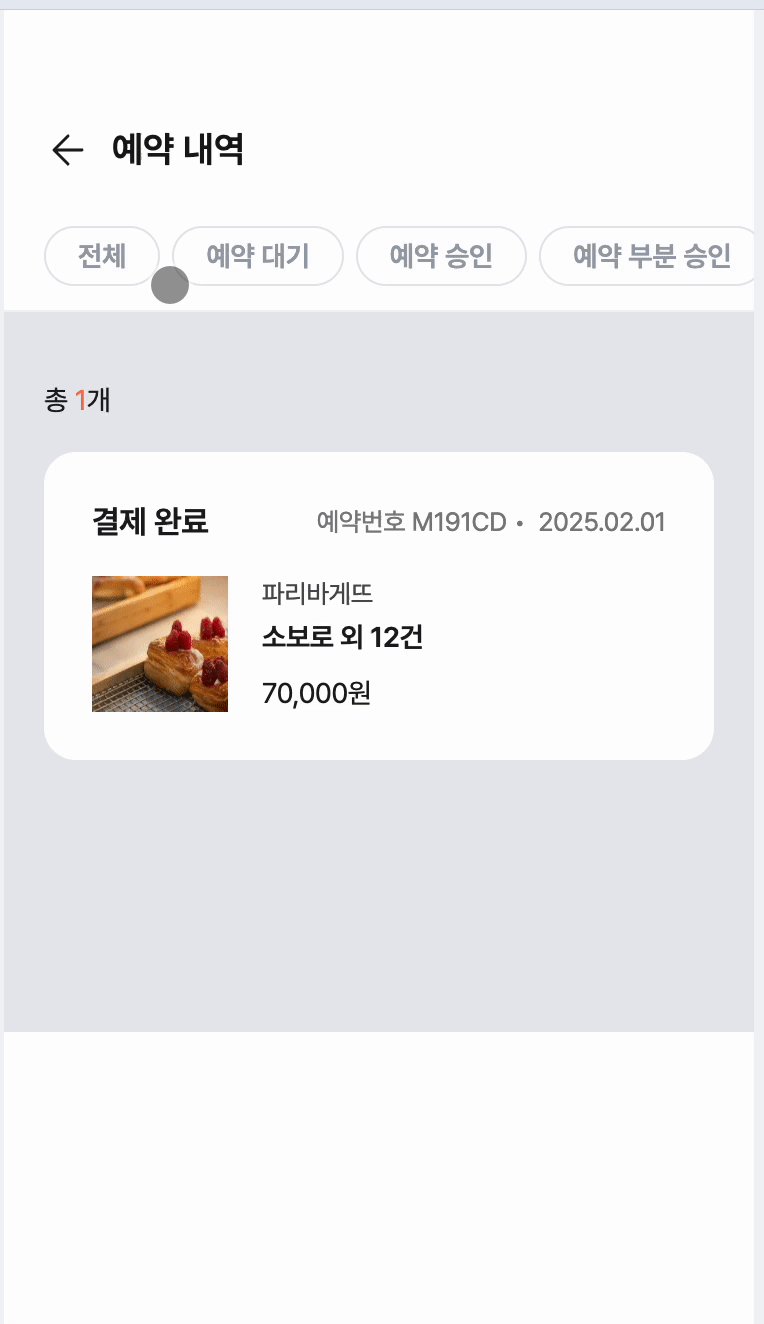 예약 내역
전체
예약 대기
예약 승인
예약 부분 승인
총 1개
결제 완료
예약번호 M191CD • 2025.02.01
파리바게뜨
소보로 외 12건
70,000원